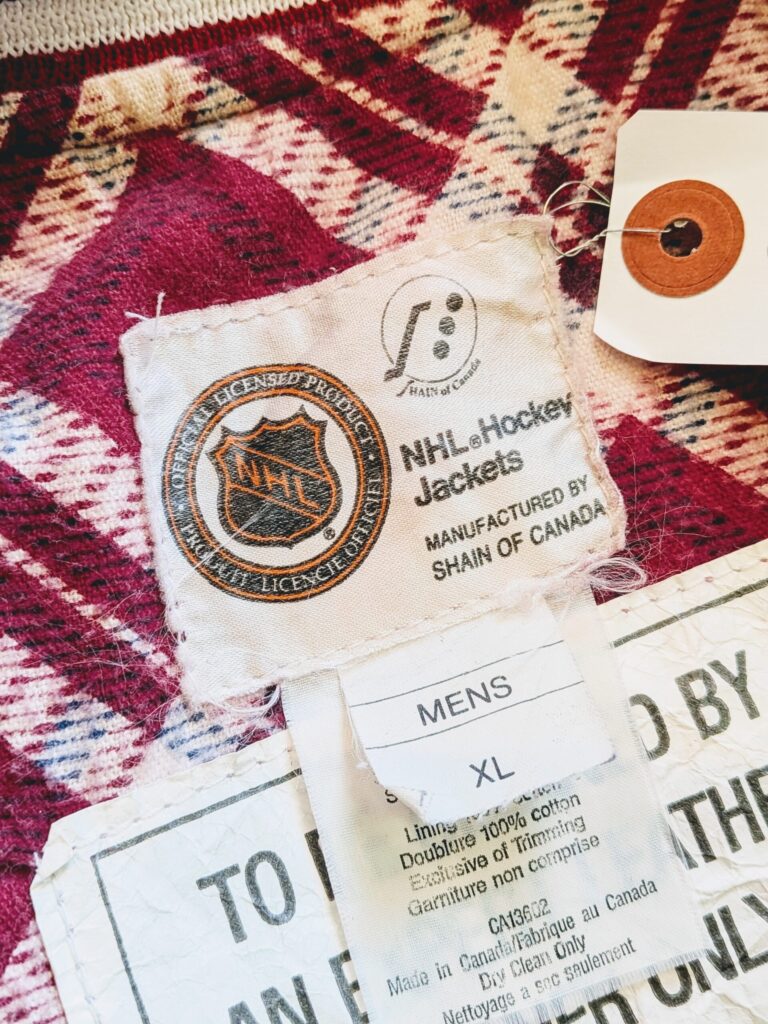 OFFICIAL LICENSED PRODUCT
NHL
®
PRODUIT LICENCIE OFFICIEL
SHAIN of Canada
NHL® Hockey
Jackets
MANUFACTURED BY
SHAIN OF CANADA
MENS
XL
Lining 100%
Doublure 100% cotton
Exclusive of Trimming
Garniture non comprise
CA13602
Made in Canada/Fabrique au Canada
Dry Clean Only
Nettoyage a sec seulement
TO BY
AN ONLY